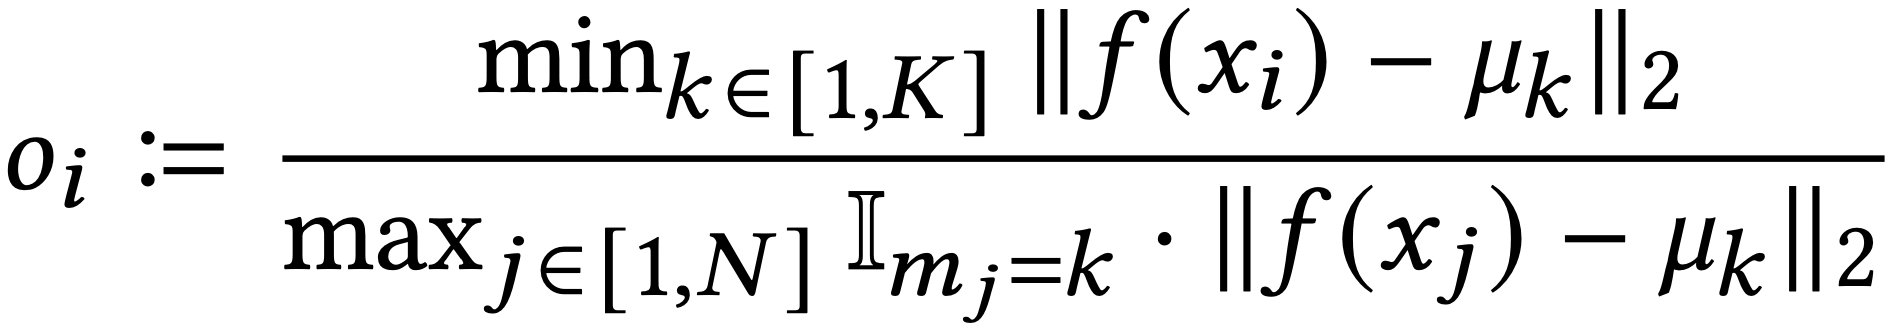 o_i := \frac{\min_{k \in [1,K]} \|f(x_i) - \mu_k\|_2}{\max_{j \in [1,N]} \mathbb{I}_{m_j = k} \cdot \|f(x_j) - \mu_k\|_2}